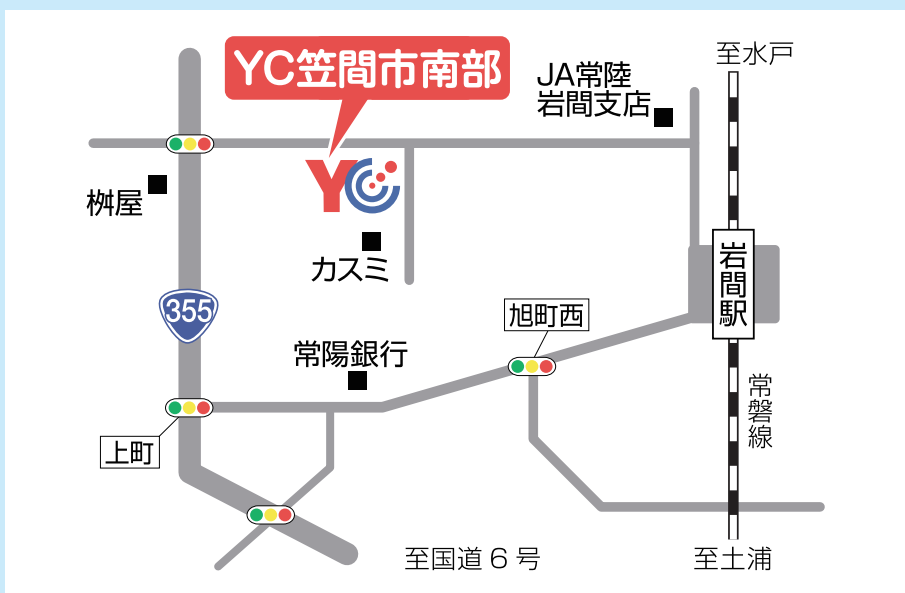 至水戸
YC笠間市南部
JA常陸
岩間支店
桝屋
YC
カスミ
岩間駅
355
旭町西
常陽銀行
常磐線
上町
至国道6号
至土浦